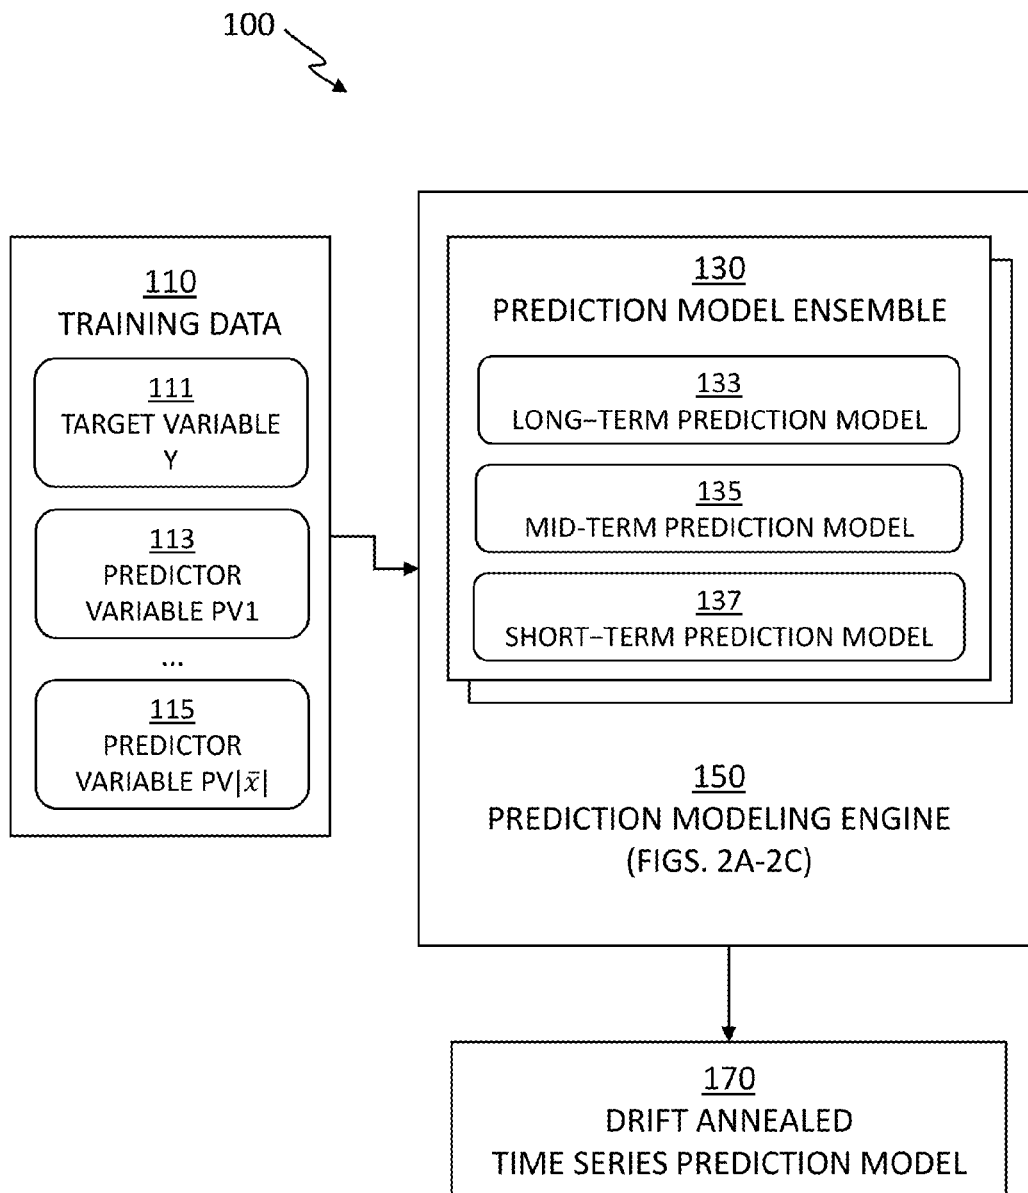 100
110
TRAINING DATA
111
TARGET VARIABLE
Y
113
PREDICTOR
VARIABLE PV1
...
115
PREDICTOR
VARIABLE PV|x̄|
130
PREDICTION MODEL ENSEMBLE
133
LONG–TERM PREDICTION MODEL
135
MID-TERM PREDICTION MODEL
137
SHORT–TERM PREDICTION MODEL
150
PREDICTION MODELING ENGINE
(FIGS. 2A-2C)
170
DRIFT ANNEALED
TIME SERIES PREDICTION MODEL